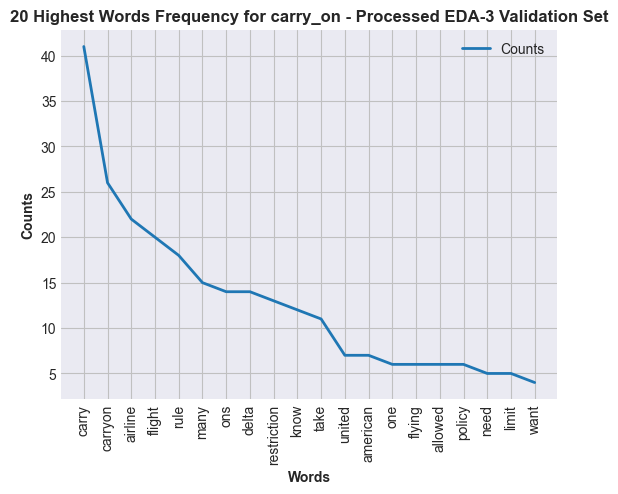 20 Highest Words Frequency for carry_on - Processed EDA-3 Validation Set
Counts
40
35
30
25
20
15
10
5
Counts
carry
carryon
airline
flight
rule
many
ons
delta
restriction
know
take
united
american
one
flying
allowed
policy
need
limit
want
Words